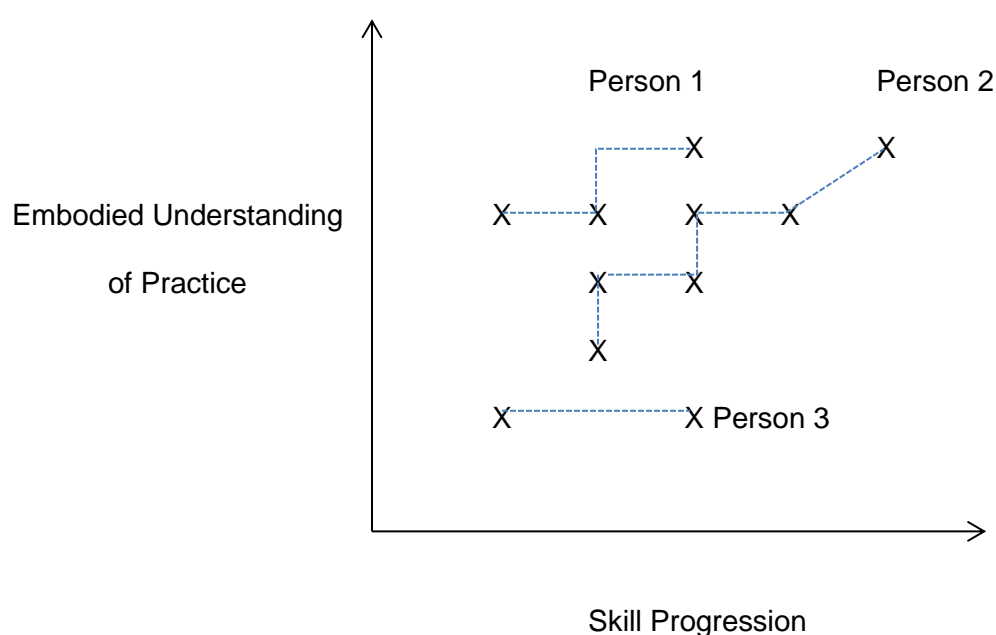 Person 1
Person 2
X
X
Embodied Understanding
X
X
X
X
of Practice
X
X
X
X
X
Person 3
Skill Progression